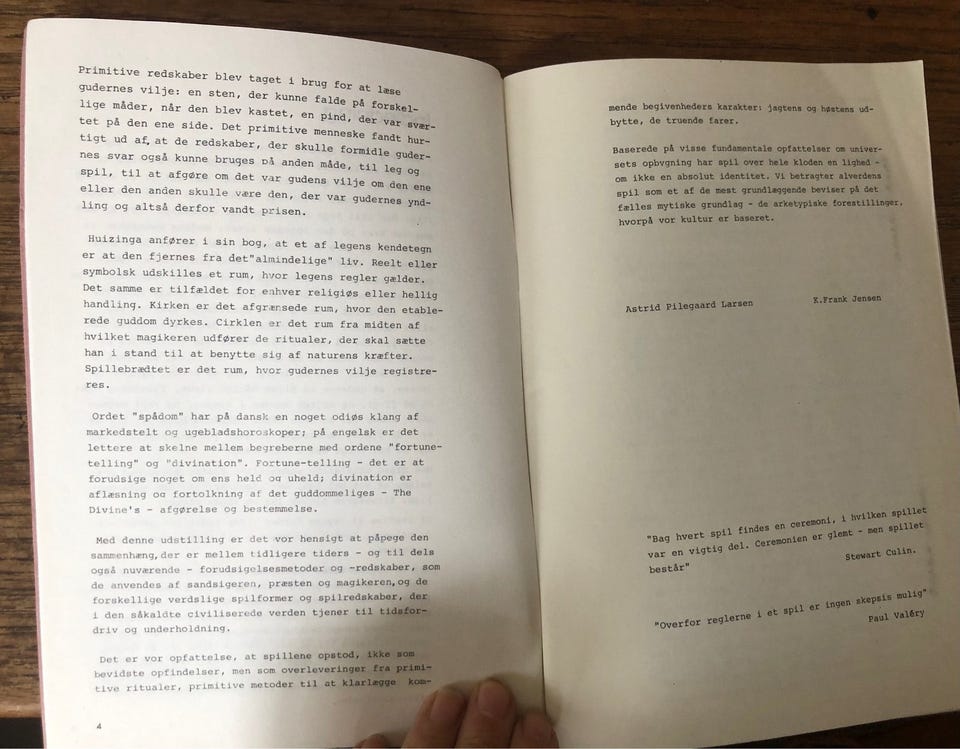 Primitive redskaber blev taget i brug for at læse
gudernes vilje: en sten, der kunne falde på forskel-
lige måder, når den blev kastet, en pind, der var svær-
tet på den ene side. Det primitive menneske fandt hur-
tigt ud af, at de redskaber, der skulle formidle guder-
nes svar også kunne bruges på anden måde, til leg og
spil, til at afgøre om det var gudens vilje om den ene
eller den anden skulle være den, der var gudernes ynd-
ling og altså derfor vandt prisen.
Huizinga anfører i sin bog, at et af legens kendetegn
er at den fjernes fra det"almindelige" liv. Reelt eller
symbolsk udskilles et rum, hvor legens regler gælder.
Det samme er tilfældet for enhver religiøs eller hellig
handling. Kirken er det afgrænsede rum, hvor den etable-
rede guddom dyrkes. Cirklen er det rum fra midten af
hvilket magikeren udfører de ritualer, der skal sætte
han i stand til at benytte sig af naturens kræfter.
Spillebrædtet er det rum, hvor gudernes vilje registre-
res.
Ordet "spådom" har på dansk en noget odiøs klang af
markedstelt og ugebladshoroskoper; på engelsk er det
lettere at skelne mellem begreberne med ordene "fortune-
telling" og "divination". Fortune-telling - det er at
forudsige noget om ens held og uheld; divination er
aflæsning og fortolkning af det guddommeliges - The
Divine's - afgørelse og bestemmelse.
Med denne udstilling er det vor hensigt at påpege den
sammenhæng, der er mellem tidligere tiders - og til dels
også nuværende - forudsigelsesmetoder og -redskaber, som
de anvendes af sandsigeren, præsten og magikeren, og de
forskellige verdslige spilformer og spilredskaber, der
i den såkaldte civiliserede verden tjener til tidsfor-
driv og underholdning.
Det er vor opfattelse, at spillene opstod, ikke som
bevidste opfindelser, men som overleveringer fra primi-
tive ritualer, primitive metoder til at klarlægge kom-
4
mende begivenheders karakter: jagtens og høstens ud-
bytte, de truende farer.
Baserede på visse fundamentale opfattelser om univer-
sets opbygning har spil over hele kloden en lighed -
om ikke en absolut identitet. Vi betragter alverdens
spil som et af de mest grundlæggende beviser på det
fælles mytiske grundlag - de arketypiske forestillinger,
hvorpå vor kultur er baseret.
Astrid Pilegaard Larsen K.Frank Jensen
"Bag hvert spil findes en ceremoni, i hvilken spillet
var en vigtig del. Ceremonien er glemt - men spillet
består"
Stewart Culin.
"Overfor reglerne i et spil er ingen skepsis mulig"
Paul Valéry